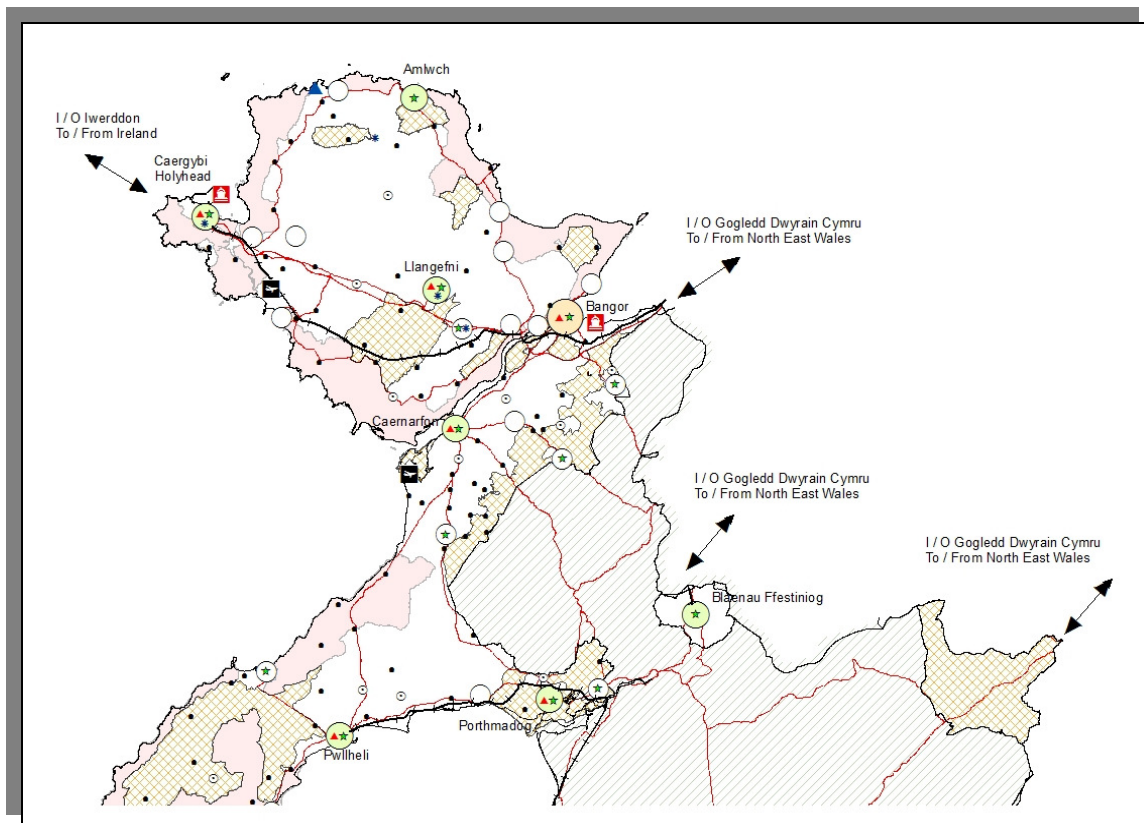 Amlwch
I / O Iwerddon
To / From Ireland
Caergybi
Holyhead
I / O Gogledd Dwyrain Cymru
To / From North East Wales
Llangefni
Bangor
Caernarfon
I / O Gogledd Dwyrain Cymru
To / From North East Wales
I / O Gogledd Dwyrain Cymru
To / From North East Wales
Blaenau Ffestiniog
Porthmadog
Pwllheli